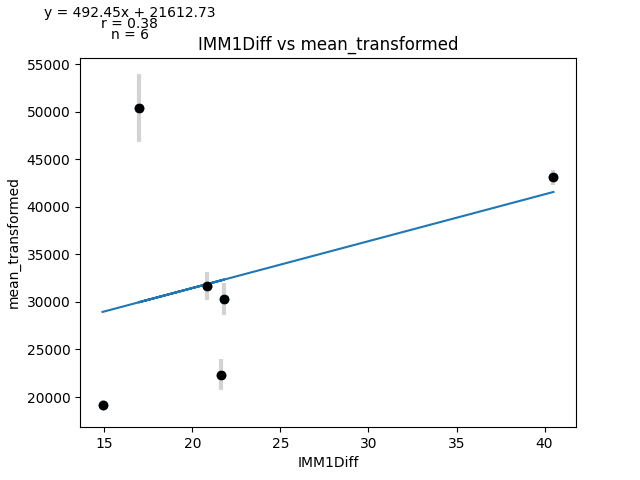 y = 492.45x + 21612.73
r = 0.38
n = 6
IMM1Diff vs mean_transformed
55000
50000
45000
40000
35000
30000
25000
20000
mean_transformed
15 20 25 30 35 40
IMM1Diff